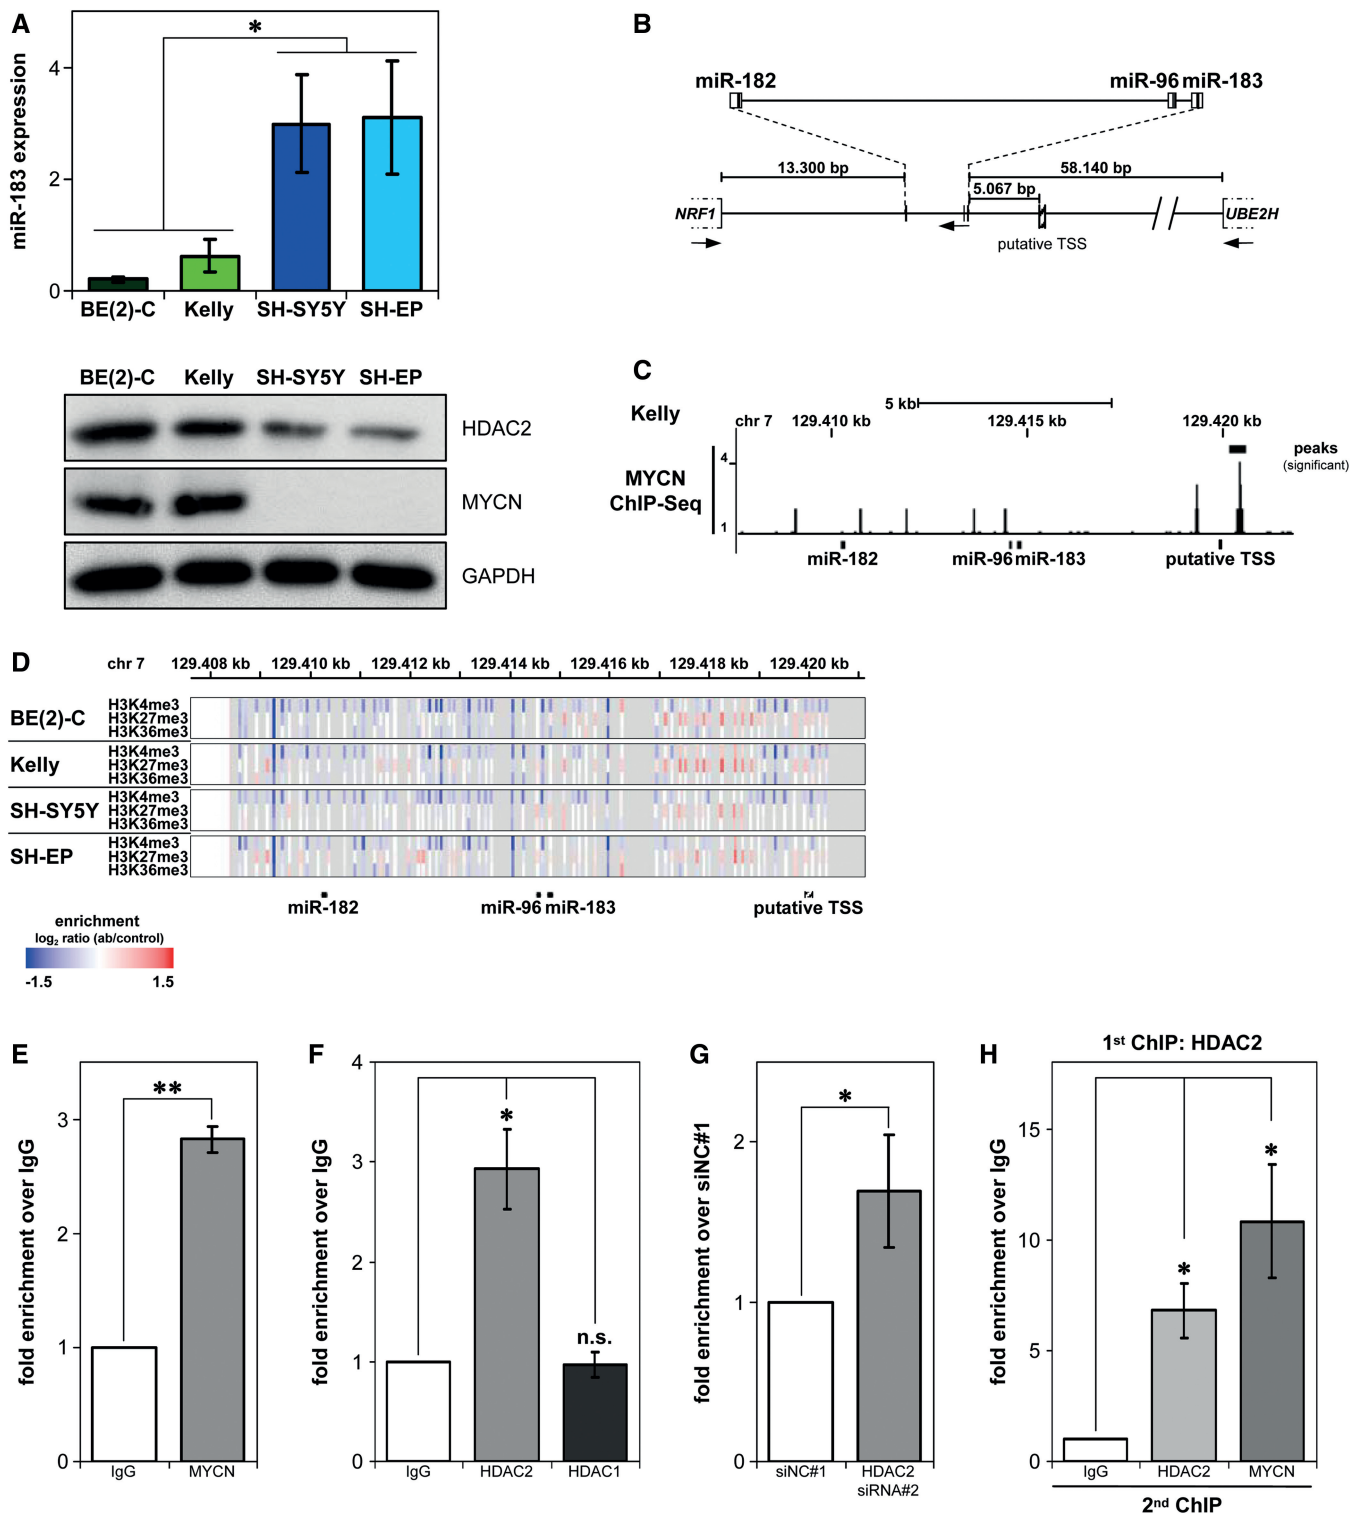 A
*
miR-183 expression
4
2
0
BE(2)-C Kelly SH-SY5Y SH-EP
BE(2)-C Kelly SH-SY5Y SH-EP
HDAC2
MYCN
GAPDH
B
miR-182 miR-96 miR-183
13.300 bp 58.140 bp
5.067 bp
NRF1 UBE2H
putative TSS
C
Kelly
5 kb
chr 7 129.410 kb 129.415 kb 129.420 kb
MYCN
ChIP-Seq
4
1
peaks
(significant)
miR-182 miR-96 miR-183 putative TSS
D
chr 7 129.408 kb 129.410 kb 129.412 kb 129.414 kb 129.416 kb 129.418 kb 129.420 kb
BE(2)-C
H3K4me3
H3K27me3
H3K36me3
Kelly
H3K4me3
H3K27me3
H3K36me3
SH-SY5Y
H3K4me3
H3K27me3
H3K36me3
SH-EP
H3K4me3
H3K27me3
H3K36me3
miR-182 miR-96 miR-183 putative TSS
enrichment
log2 ratio (ab/control)
-1.5 1.5
E
fold enrichment over IgG
**
3
2
1
0
IgG MYCN
F
fold enrichment over IgG
4
3
2
1
0
*
n.s.
IgG HDAC2 HDAC1
G
fold enrichment over siNC#1
*
2
1
0
siNC#1 HDAC2
siRNA#2
H
1st ChIP: HDAC2
fold enrichment over IgG
15
10
5
0
*
*
IgG HDAC2 MYCN
2nd ChIP